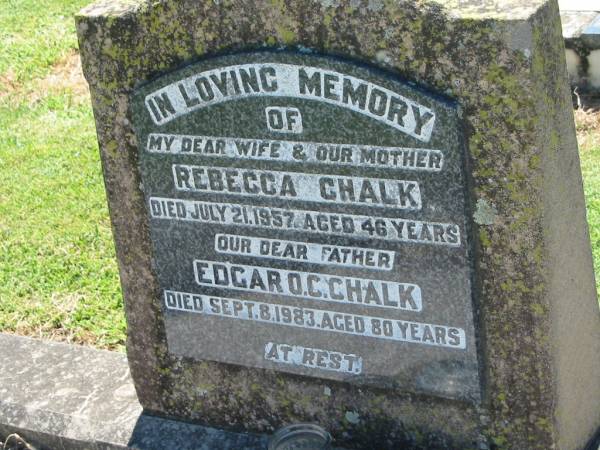 IN LOVING MEMORY
OF
MY DEAR WIFE & OUR MOTHER
REBECCA CHALK
DIED JULY 21.1957. AGED 46 YEARS
OUR DEAR FATHER
EDGAR O.C. CHALK
DIED SEPT. 8.1983. AGED 80 YEARS
AT REST.